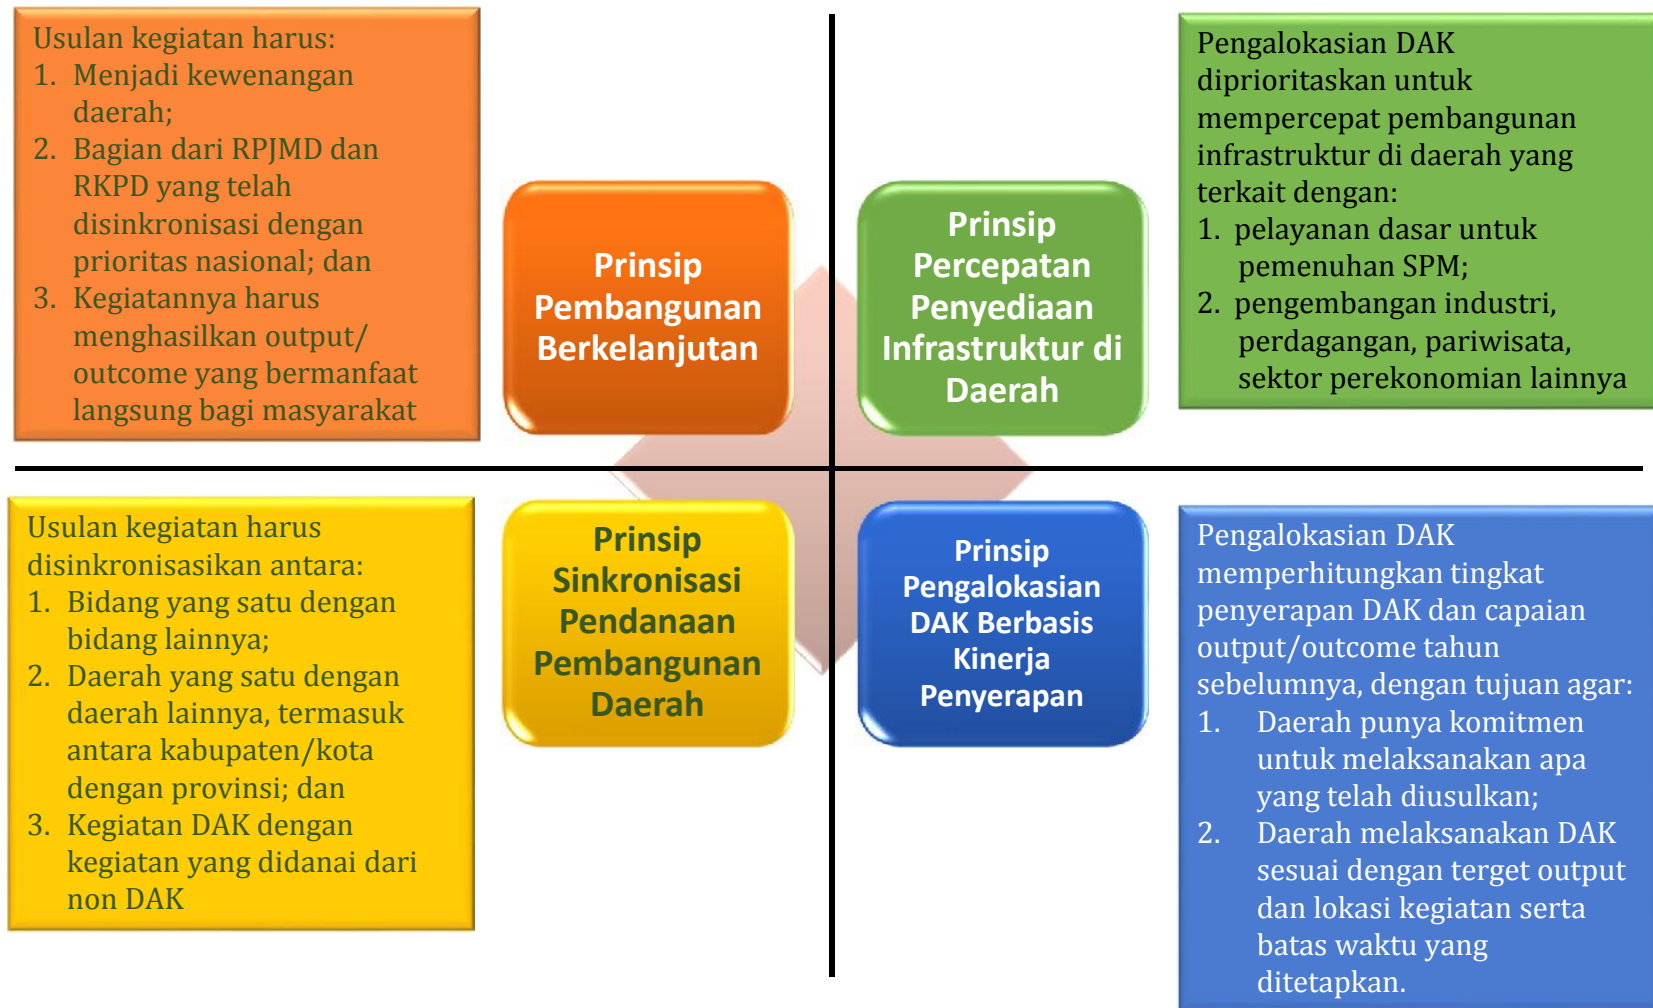 Usulan kegiatan harus:
1. Menjadi kewenangan
daerah;
2. Bagian dari RPJMD dan
RKPD yang telah
disinkronisasi dengan
prioritas nasional; dan
3. Kegiatannya harus
menghasilkan output/
outcome yang bermanfaat
langsung bagi masyarakat
Prinsip
Pembangunan
Berkelanjutan
Prinsip
Percepatan
Penyediaan
Infrastruktur di
Daerah
Pengalokasian DAK
diprioritaskan untuk
mempercepat pembangunan
infrastruktur di daerah yang
terkait dengan:
1. pelayanan dasar untuk
pemenuhan SPM;
2. pengembangan industri,
perdagangan, pariwisata,
sektor perekonomian lainnya
Usulan kegiatan harus
disinkronisasikan antara:
1. Bidang yang satu dengan
bidang lainnya;
2. Daerah yang satu dengan
daerah lainnya, termasuk
antara kabupaten/kota
dengan provinsi; dan
3. Kegiatan DAK dengan
kegiatan yang didanai dari
non DAK
Prinsip
Sinkronisasi
Pendanaan
Pembangunan
Daerah
Prinsip
Pengalokasian
DAK Berbasis
Kinerja
Penyerapan
Pengalokasian DAK
memperhitungkan tingkat
penyerapan DAK dan capaian
output/outcome tahun
sebelumnya, dengan tujuan agar:
1. Daerah punya komitmen
untuk melaksanakan apa
yang telah diusulkan;
2. Daerah melaksanakan DAK
sesuai dengan terget output
dan lokasi kegiatan serta
batas waktu yang
ditetapkan.